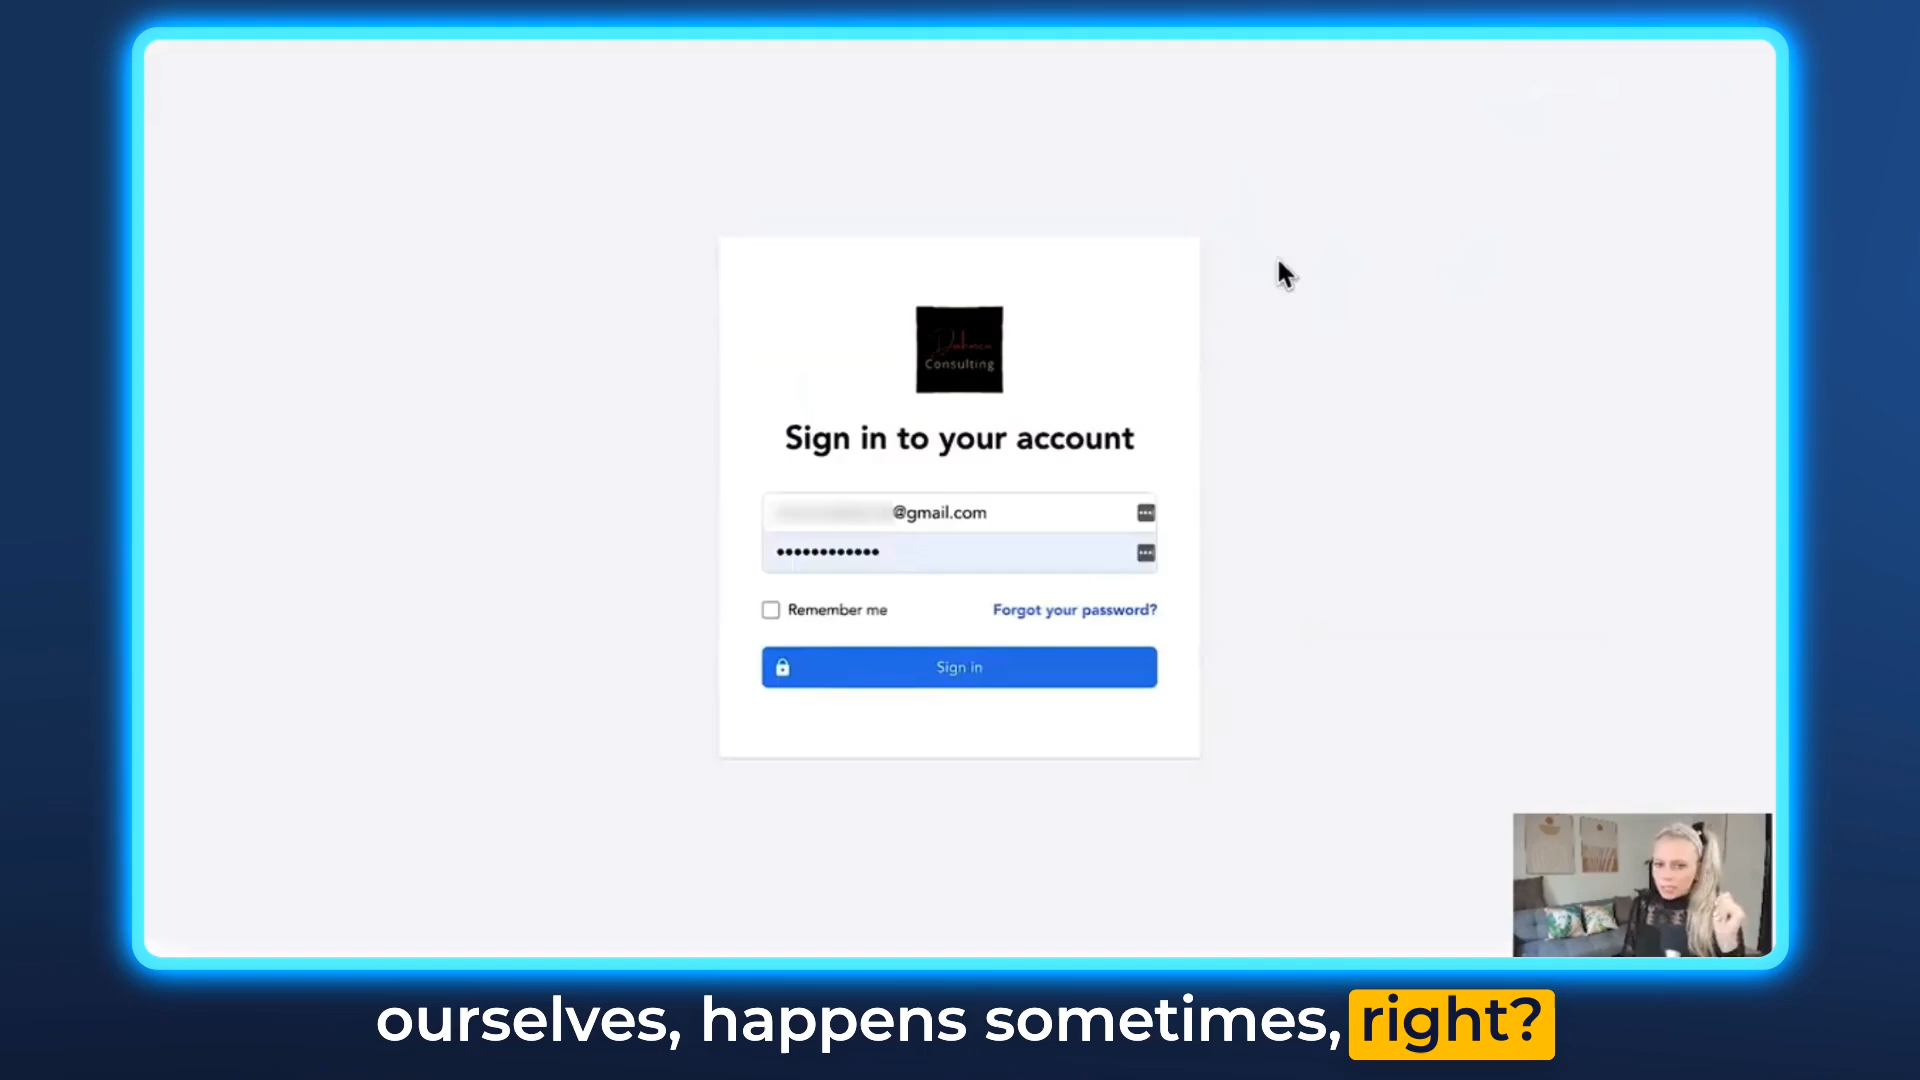 Consulting
Sign in to your account
@gmail.com
Remember me
Forgot your password?
Sign in
ourselves, happens sometimes, right?